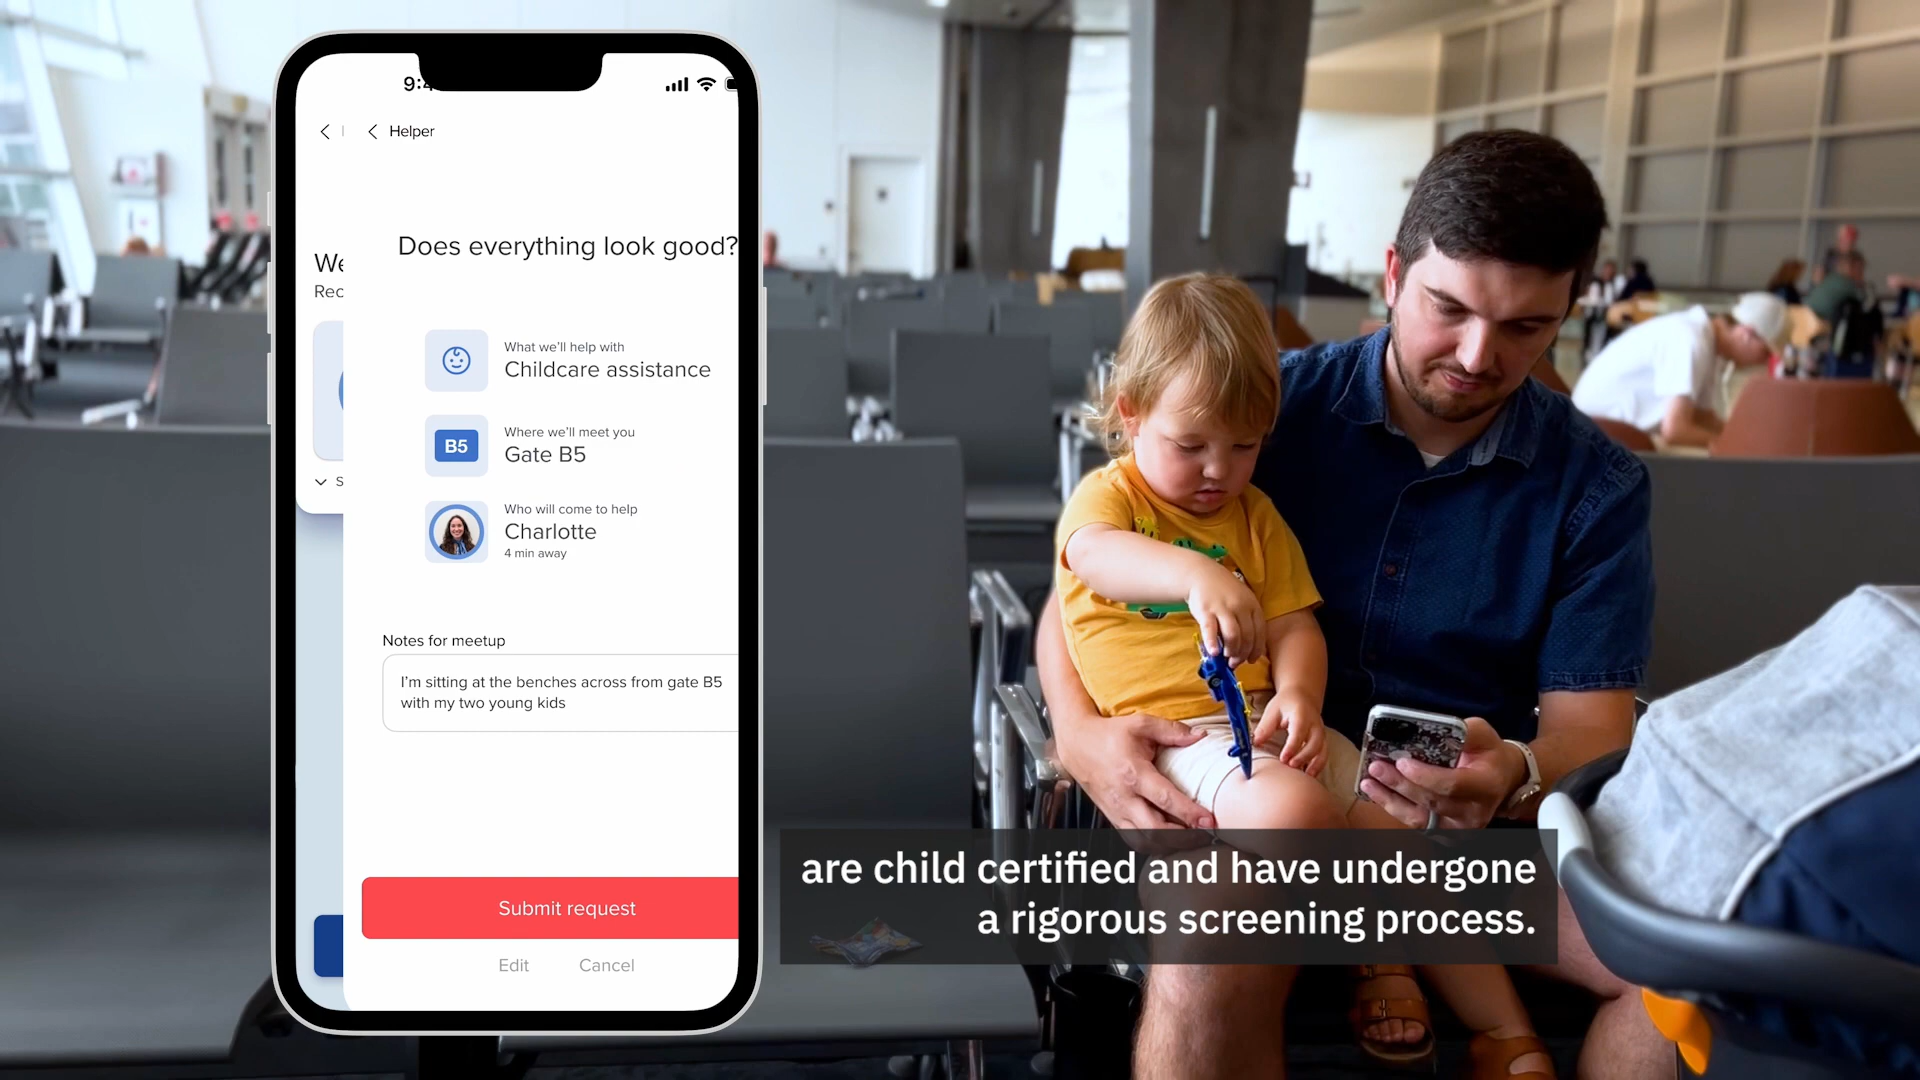 Helper
Does everything look good?
What we'll help with
Childcare assistance
B5
Where we'll meet you
Gate B5
Who will come to help
Charlotte
4 min away
Notes for meetup
I'm sitting at the benches across from gate B5
with my two young kids
Submit request
Edit
Cancel
are child certified and have undergone
a rigorous screening process.